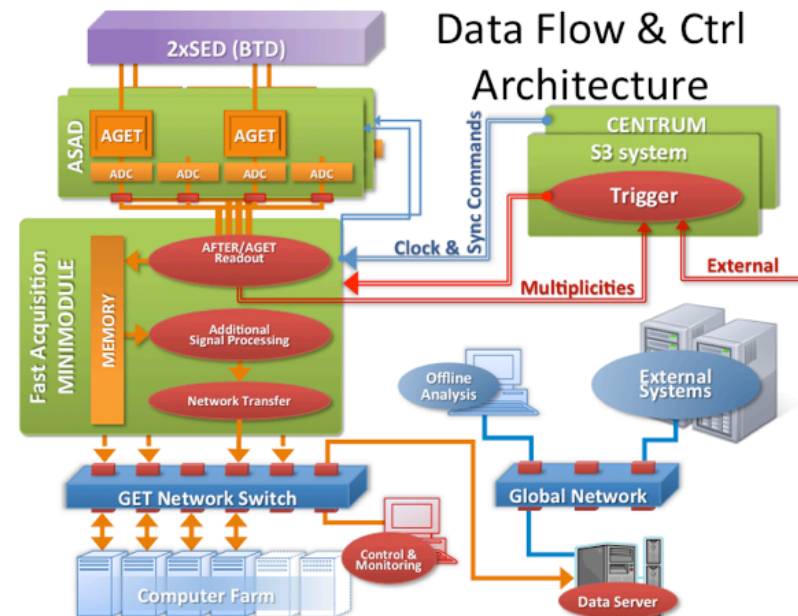 Data Flow & Ctrl
Architecture
2xSED (BTD)
ASAD
AGET
AGET
ADC
ADC
ADC
ADC
CENTRUM
S3 system
Trigger
Clock &
Sync Commands
Multiplicities
External
Fast Acquisition
MINIMODULE
MEMORY
AFTER/AGET
Readout
Additional
Signal Processing
Network Transfer
Offline
Analysis
External
Systems
GET Network Switch
Global Network
Control &
Monitoring
Computer Farm
Data Server